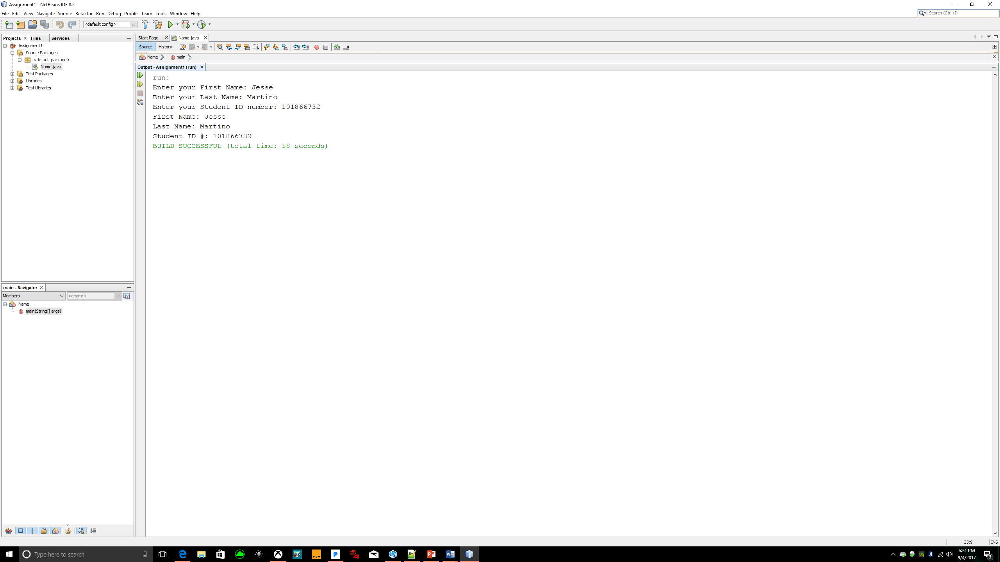 Assignment1 - NetBeans IDE 8.2
File Edit View Navigate Source Refactor Run Debug Profile Team Tools Window Help
Search (Ctrl+I)
<default config>
Projects Files Services
Assignment1
Source Packages
<default package>
Name.java
Test Packages
Libraries
Test Libraries
Start Page Name.java
Source History
Name main
Output - Assignment1 (run)
run:
Enter your First Name: Jesse
Enter your Last Name: Martino
Enter your Student ID number: 101866732
First Name: Jesse
Last Name: Martino
Student ID #: 101866732
BUILD SUCCESSFUL (total time: 18 seconds)
main - Navigator
Members <empty>
Name
main(String[] args)
35:9 INS
Type here to search
6:31 PM
9/4/2017
3